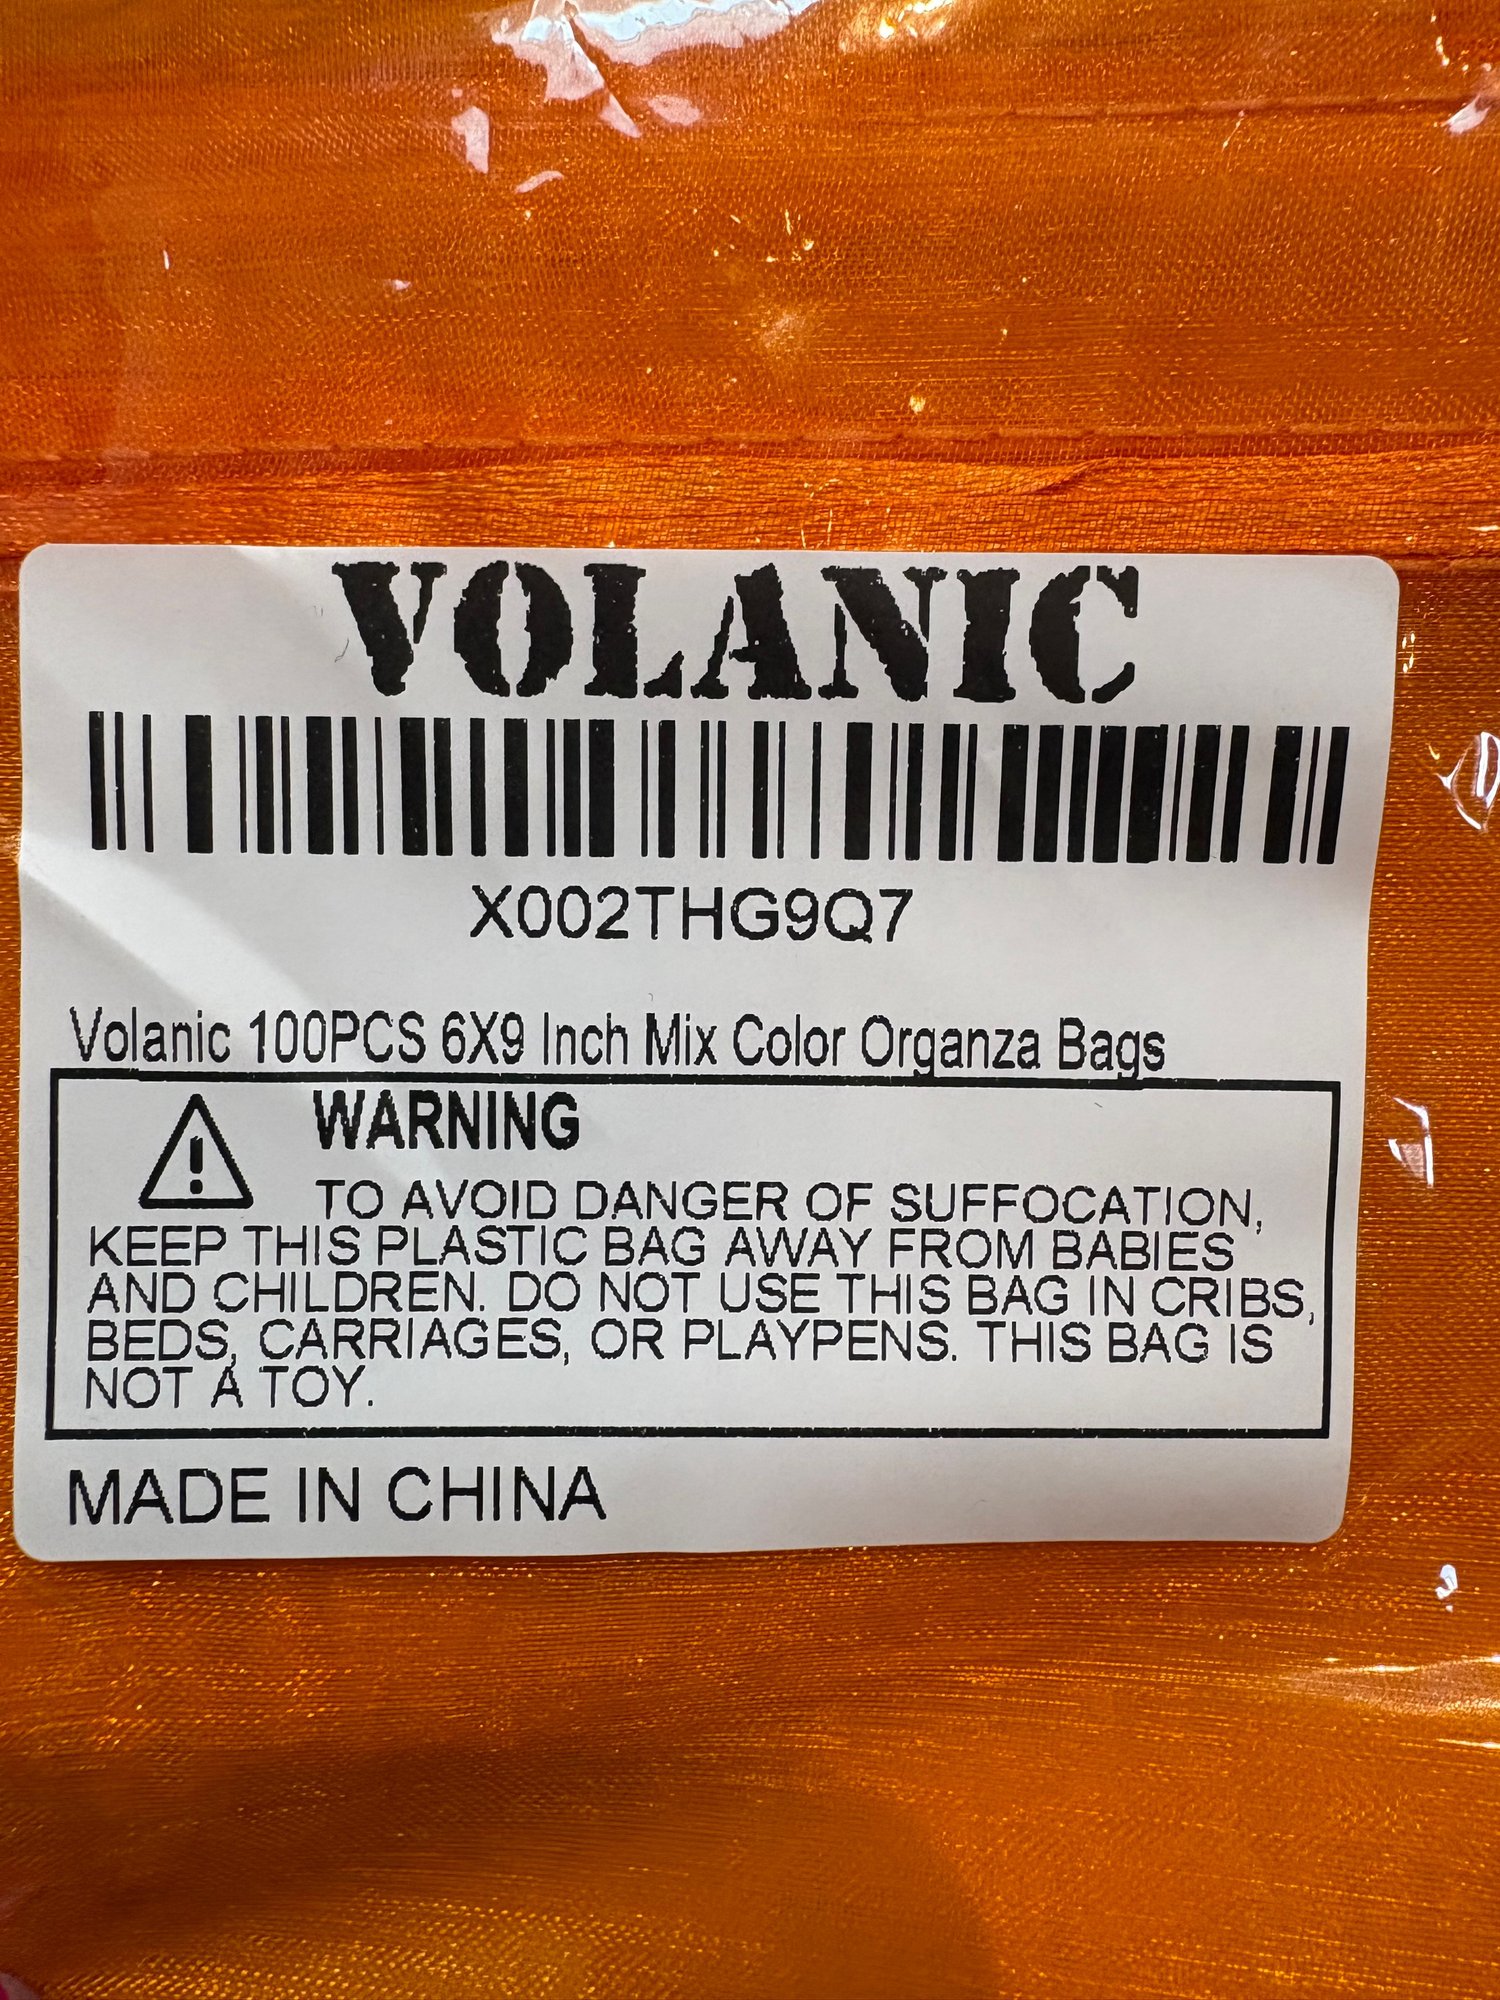 VOLANIC
X002THG9Q7
Volanic 100PCS 6X9 Inch Mix Color Organza Bags
WARNING
TO AVOID DANGER OF SUFFOCATION,
KEEP THIS PLASTIC BAG AWAY FROM BABIES
AND CHILDREN. DO NOT USE THIS BAG IN CRIBS,
BEDS, CARRIAGES, OR PLAYPENS. THIS BAG IS
NOT A TOY.
MADE IN CHINA